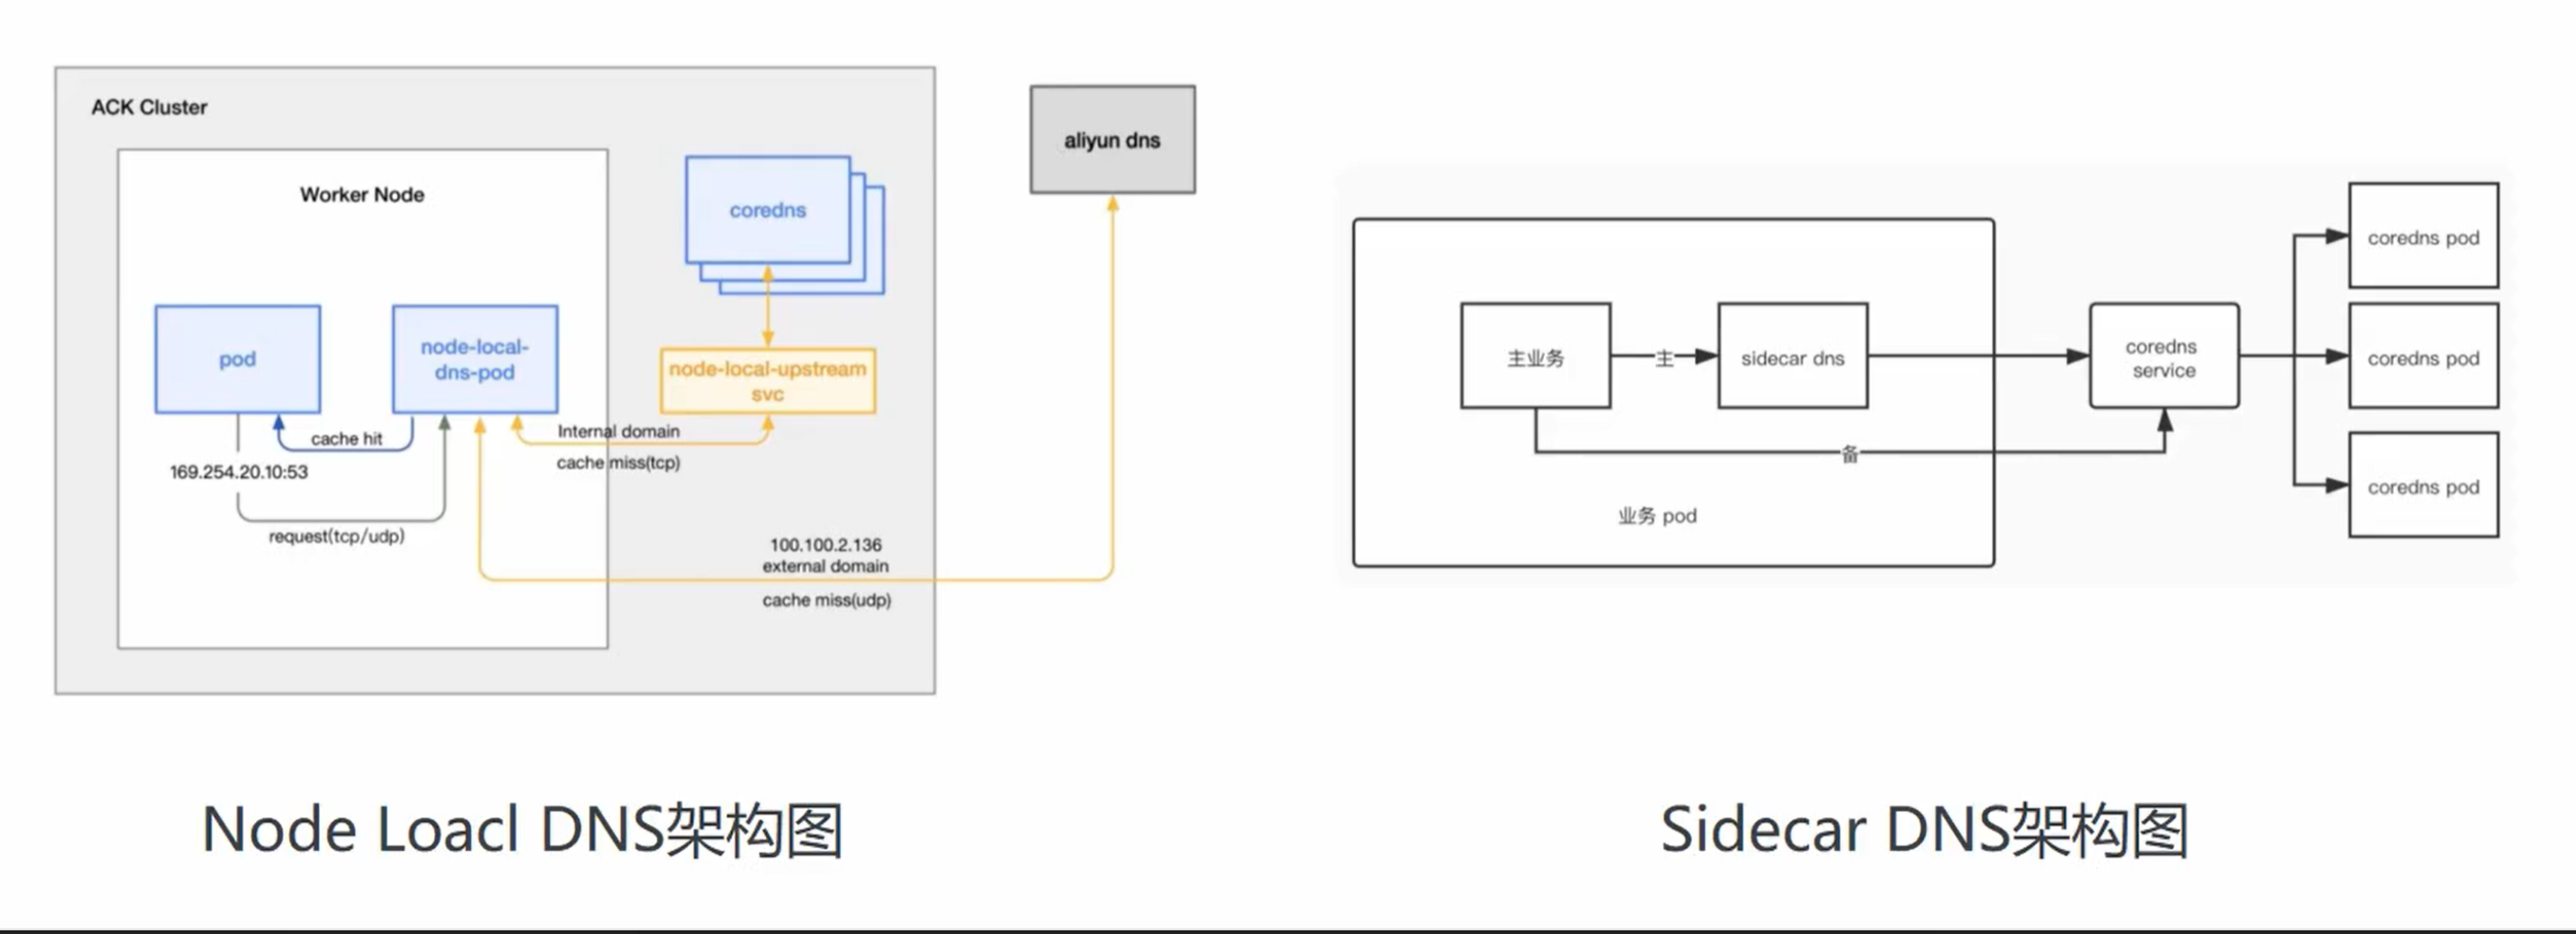 ACK Cluster
Worker Node
pod
node-local-
dns-pod
cache hit
169.254.20.10:53
request(tcp/udp)
coredns
node-local-upstream
svc
Internal domain
cache miss(tcp)
100.100.2.136
external domain
cache miss(udp)
aliyun dns
Node Loacl DNS架构图
主业务
主
sidecar dns
备
业务 pod
coredns
service
coredns pod
coredns pod
coredns pod
Sidecar DNS架构图